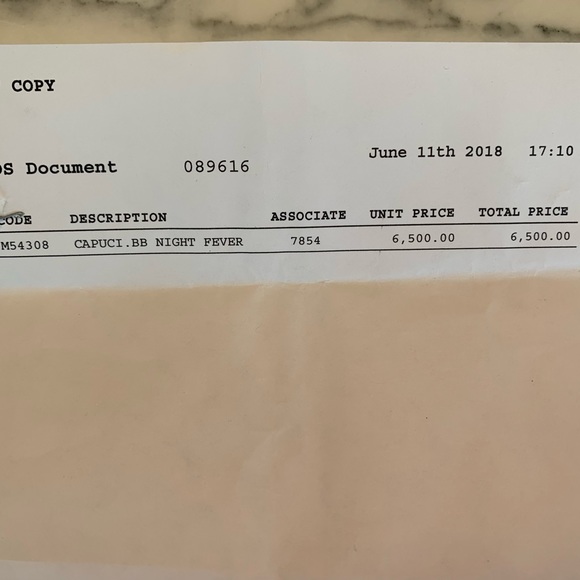 COPY
June 11th 2018 17:10
Document 089616
CODE DESCRIPTION ASSOCIATE UNIT PRICE TOTAL PRICE
M54308 CAPUCI.BB NIGHT FEVER 7854 6,500.00 6,500.00